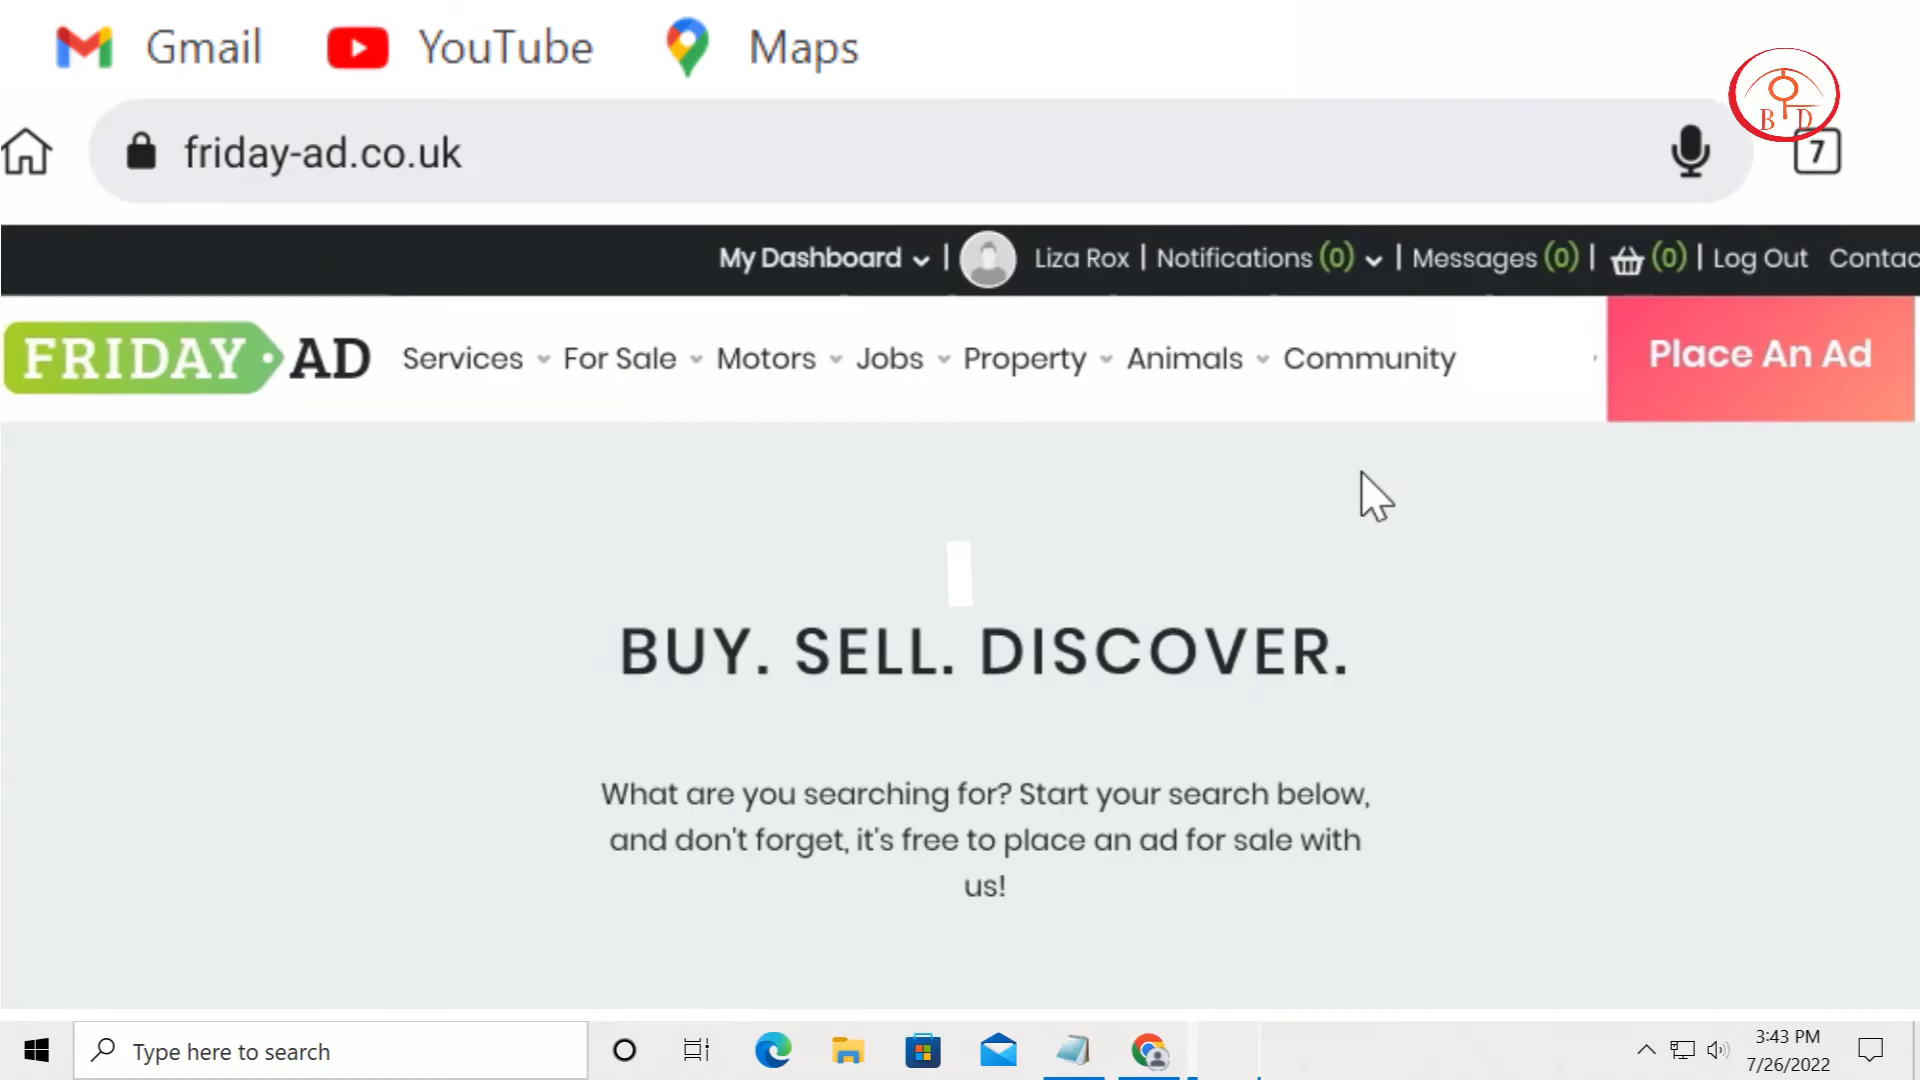 Gmail YouTube Maps
B D
friday-ad.co.uk 7
My Dashboard | Liza Rox | Notifications (0) | Messages (0) | (0) | Log Out Contac
FRIDAY AD Services For Sale Motors Jobs Property Animals Community Place An Ad
BUY. SELL. DISCOVER.
What are you searching for? Start your search below,
and don't forget, it's free to place an ad for sale with
us!
Type here to search
3:43 PM
7/26/2022